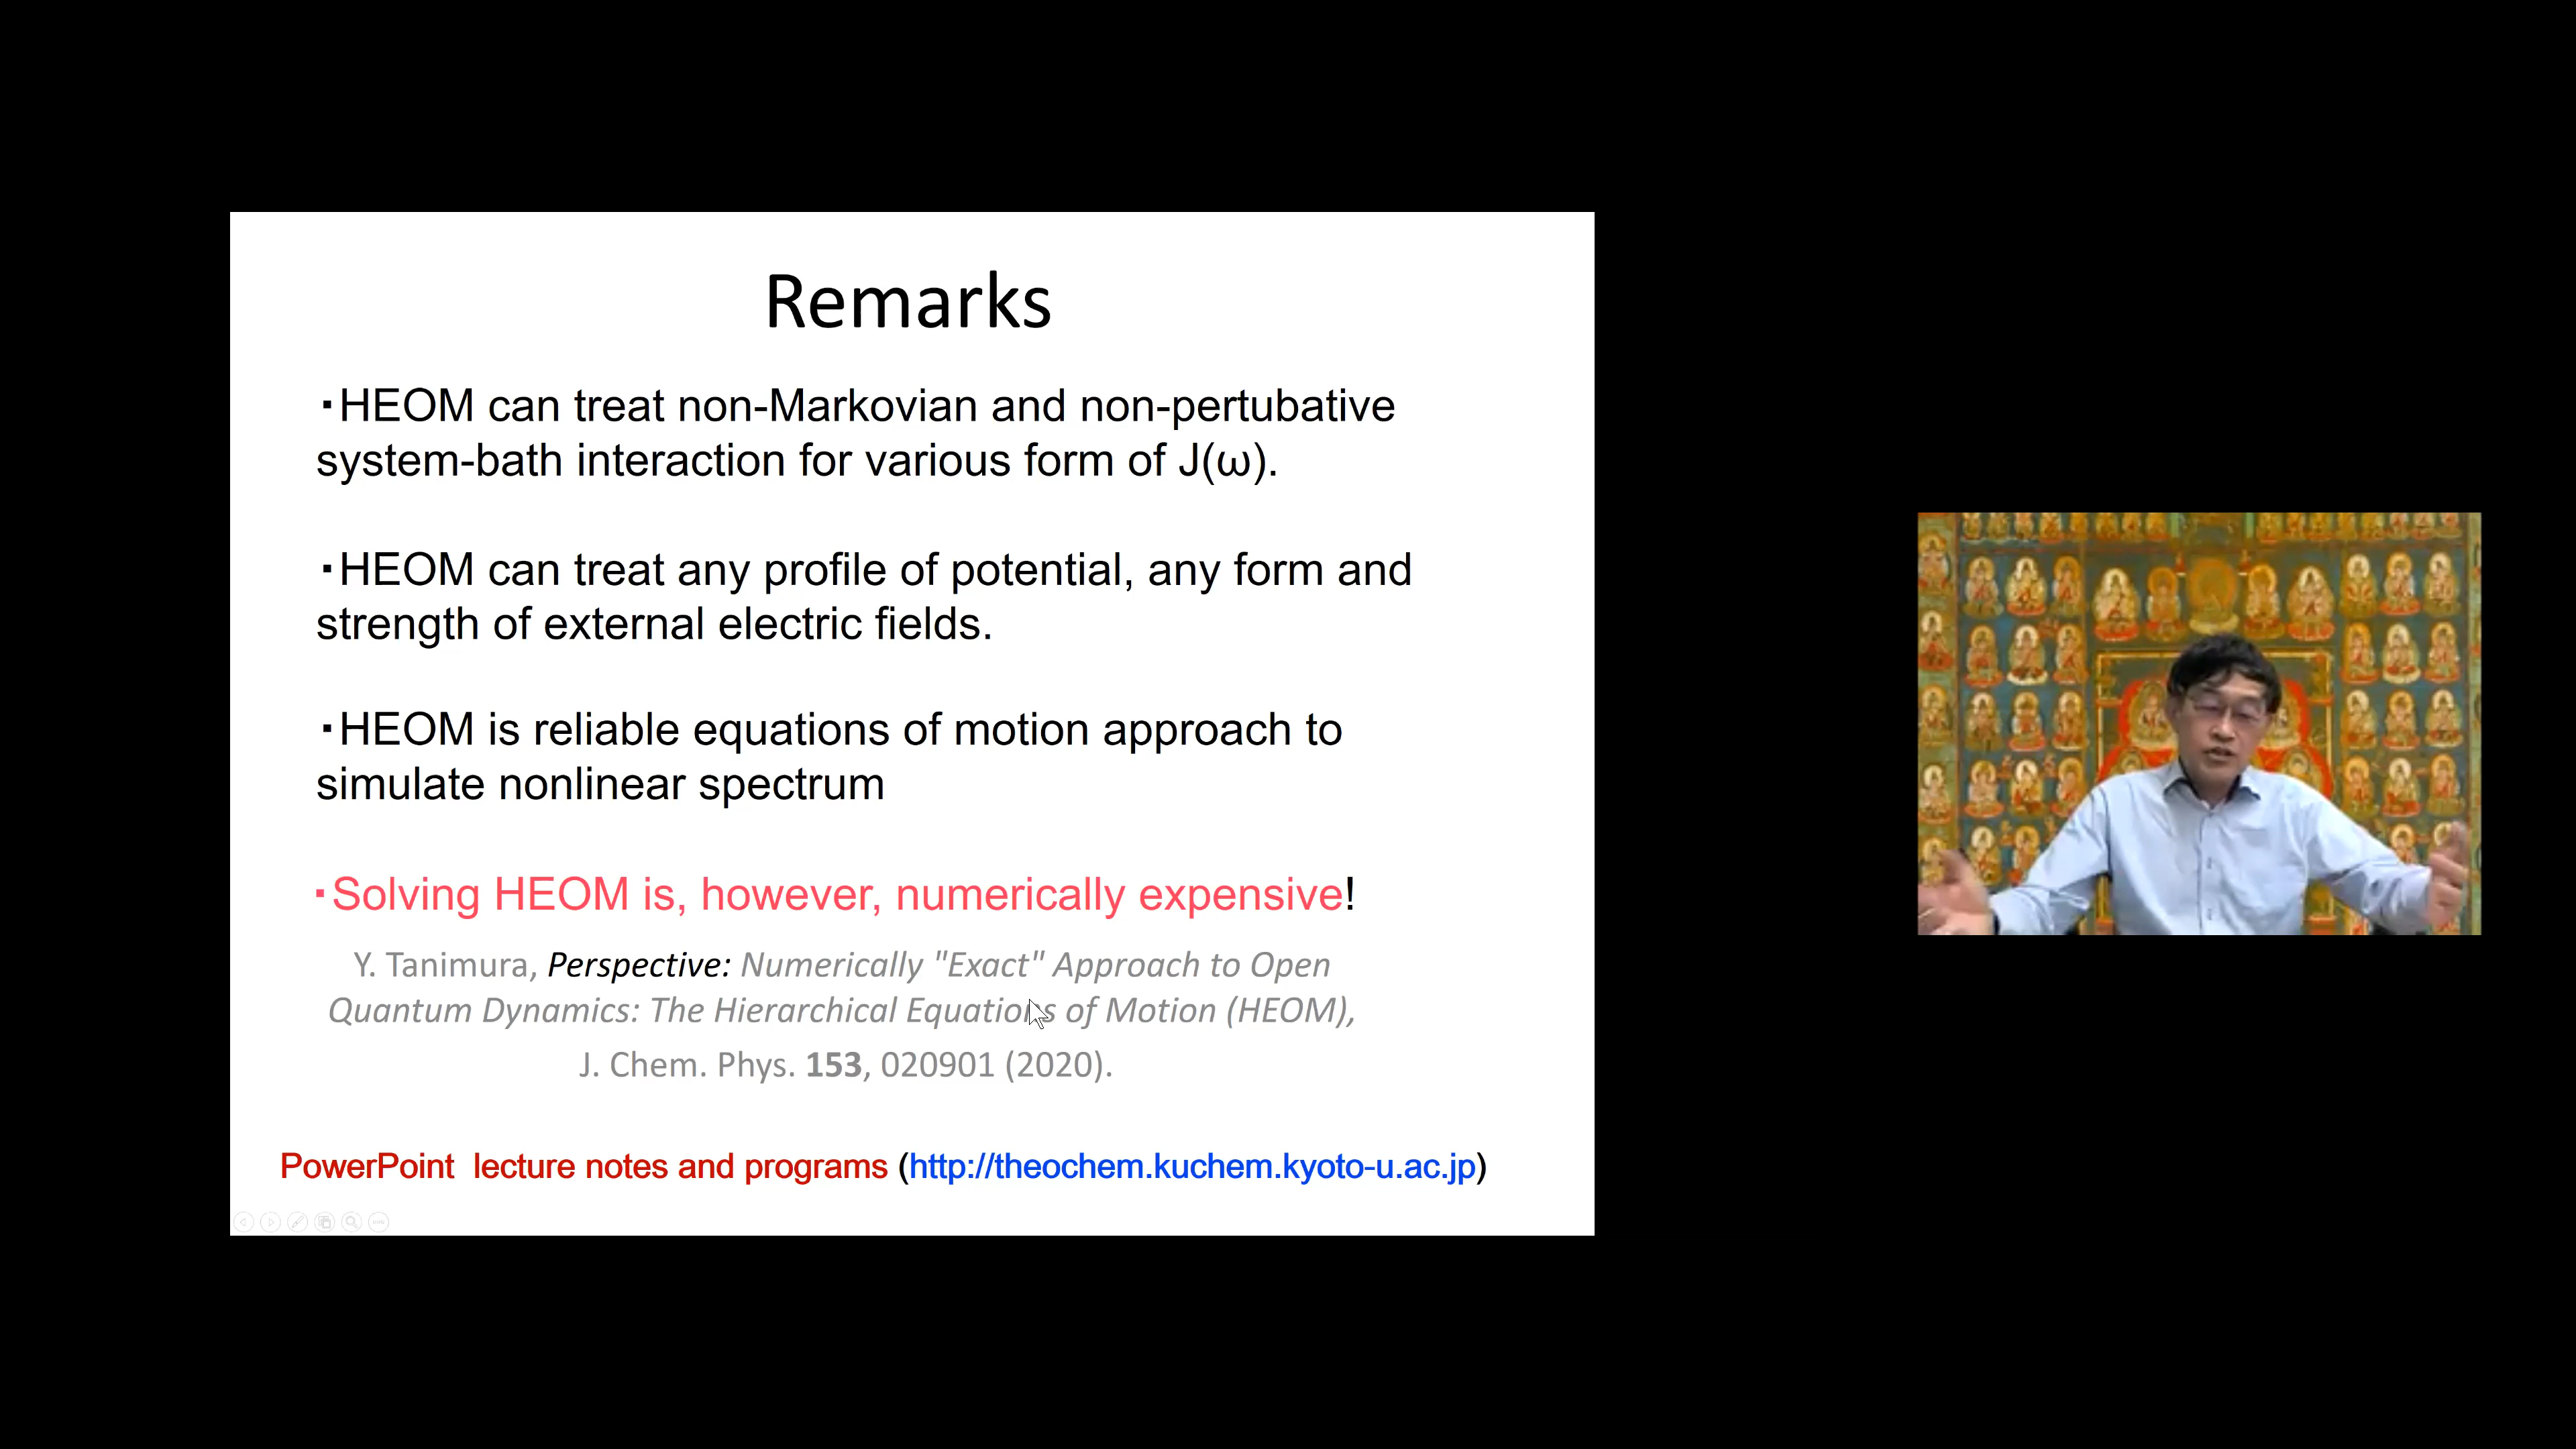 Remarks
・HEOM can treat non-Markovian and non-pertubative
system-bath interaction for various form of J(ω).
・HEOM can treat any profile of potential, any form and
strength of external electric fields.
・HEOM is reliable equations of motion approach to
simulate nonlinear spectrum
・Solving HEOM is, however, numerically expensive!
Y. Tanimura, Perspective: Numerically "Exact" Approach to Open
Quantum Dynamics: The Hierarchical Equations of Motion (HEOM),
J. Chem. Phys. 153, 020901 (2020).
PowerPoint  lecture notes and programs (http://theochem.kuchem.kyoto-u.ac.jp)